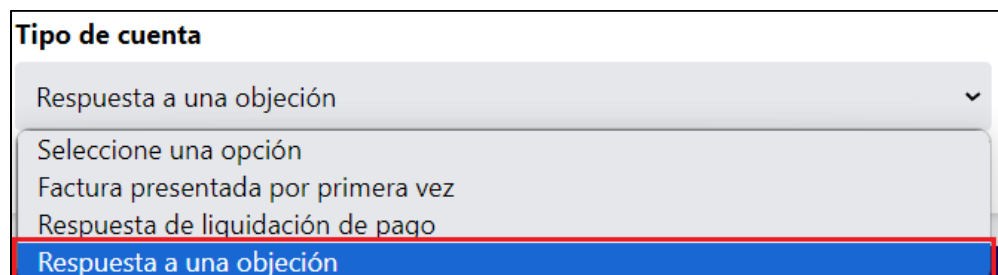 Tipo de cuenta
Respuesta a una objeción
Seleccione una opción
Factura presentada por primera vez
Respuesta de liquidación de pago
Respuesta a una objeción